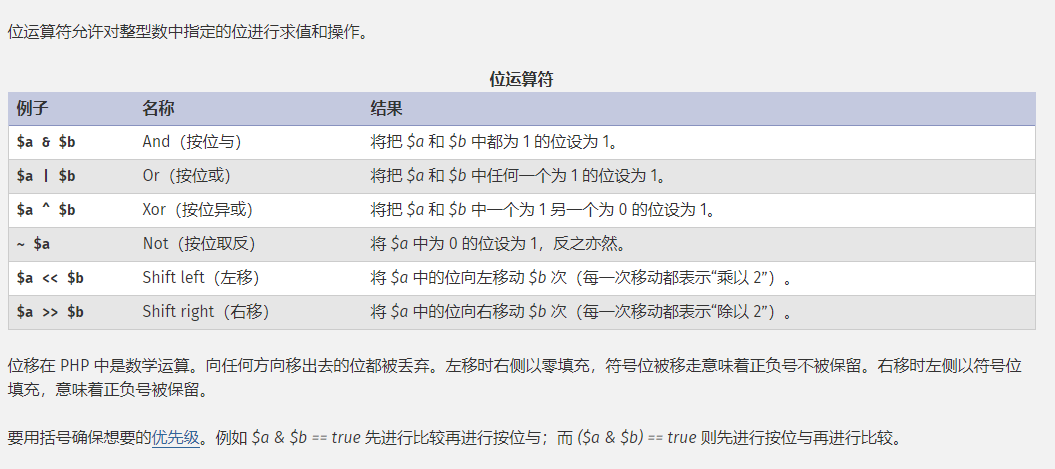 位运算符允许对整型数中指定的位进行求值和操作。
位运算符
例子 名称 结果
$a & $b And（按位与） 将把 $a 和 $b 中都为 1 的位设为 1。
$a | $b Or（按位或） 将把 $a 和 $b 中任何一个为 1 的位设为 1。
$a ^ $b Xor（按位异或） 将把 $a 和 $b 中一个为 1 另一个为 0 的位设为 1。
~ $a Not（按位取反） 将 $a 中为 0 的位设为 1，反之亦然。
$a << $b Shift left（左移） 将 $a 中的位向左移动 $b 次（每一次移动都表示“乘以 2”）。
$a >> $b Shift right（右移） 将 $a 中的位向右移动 $b 次（每一次移动都表示“除以 2”）。
位移在 PHP 中是数学运算。向任何方向移出去的位都被丢弃。左移时右侧以零填充，符号位被移走意味着正负号不被保留。右移时左侧以符号位
填充，意味着正负号被保留。
要用括号确保想要的优先级。例如 $a & $b == true 先进行比较再进行按位与；而 ($a & $b) == true 则先进行按位与再进行比较。